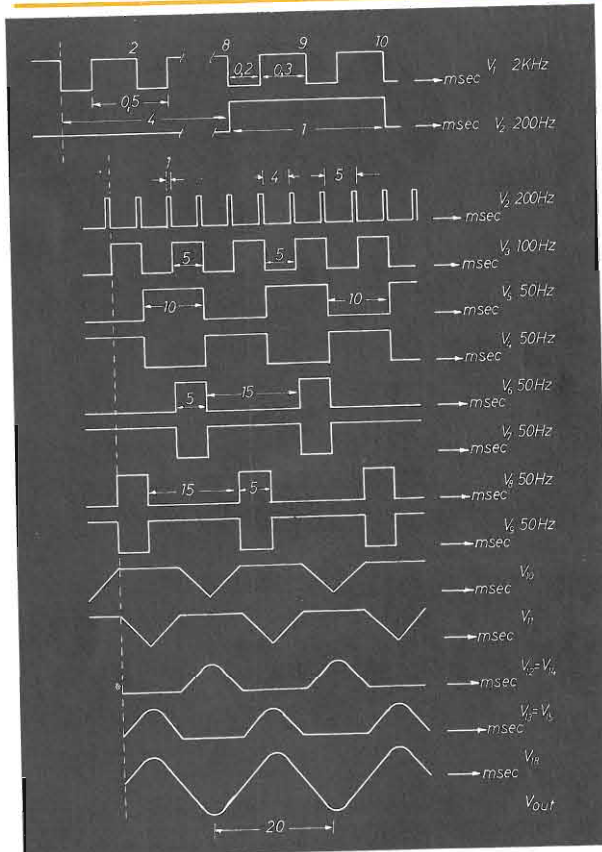 2 8 9 10
0,2 0,3 V₁ 2KHz
msec
0,5
4 1 msec V₂ 200Hz
1 4 5
V₂ 200Hz
msec
5 5 V₃ 100Hz
msec
10 10 V₅ 50Hz
msec
V₄ 50Hz
msec
5 15 V₆ 50Hz
msec
V₇ 50Hz
msec
15 5 V₈ 50Hz
msec
V₉ 50Hz
msec
V₁₀
msec
V₁₁
msec
V₁₂=V₁₄
msec
V₁₃=V₁₅
msec
V₁₈
msec
Vout
20